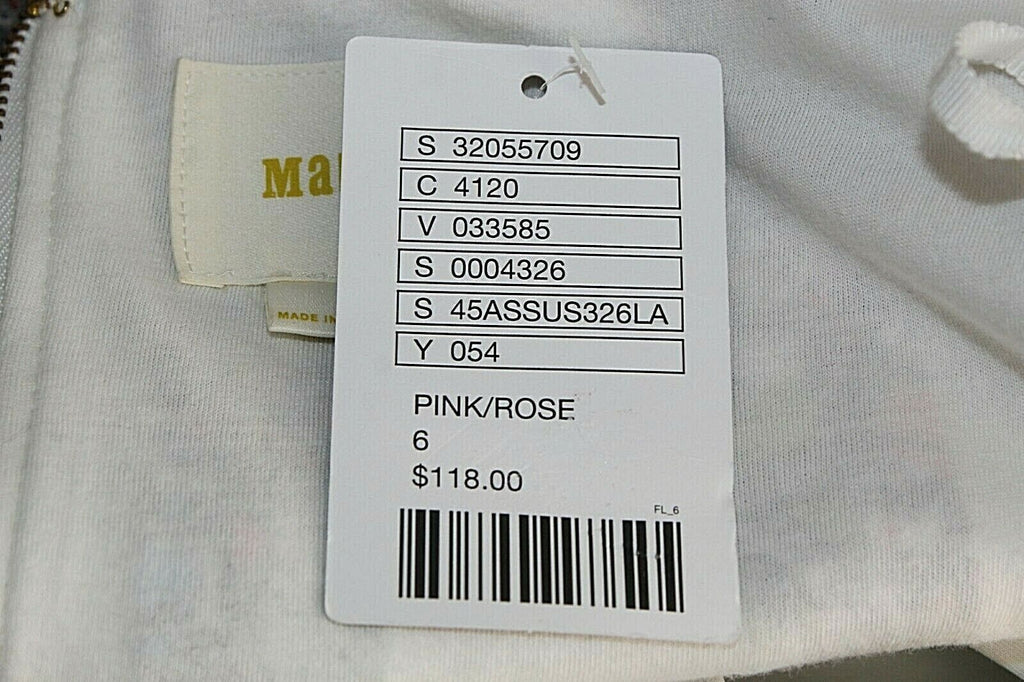 Ma
MADE IN
S 32055709
C 4120
V 033585
S 0004326
S 45ASSUS326LA
Y 054
PINK/ROSE
6
$118.00
FL_6